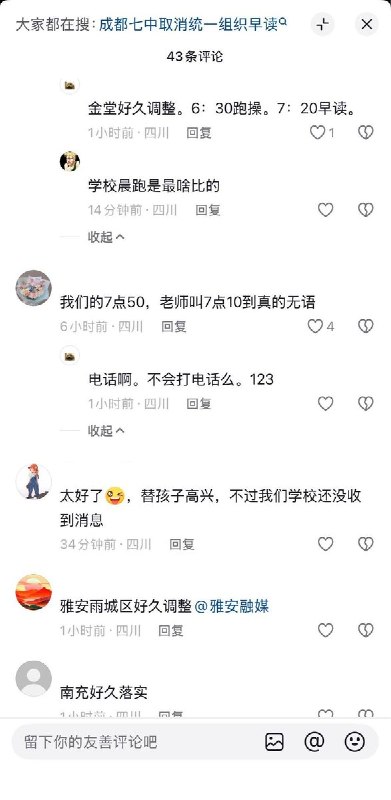 大家都在搜：成都七中取消统一组织早读
43条评论
金堂好久调整。6：30跑操。7：20早读。
1小时前·四川 回复 1
学校晨跑是最啥比的
14分钟前·四川 回复
收起
我们的7点50，老师叫7点10到真的无语
6小时前·四川 回复 4
电话啊。不会打电话么。123
1小时前·四川 回复
收起
太好了，替孩子高兴，不过我们学校还没收
到消息
34分钟前·四川 回复
雅安雨城区好久调整@雅安融媒
1小时前·四川 回复
南充好久落实
1小时前·四川 回复
留下你的友善评论吧